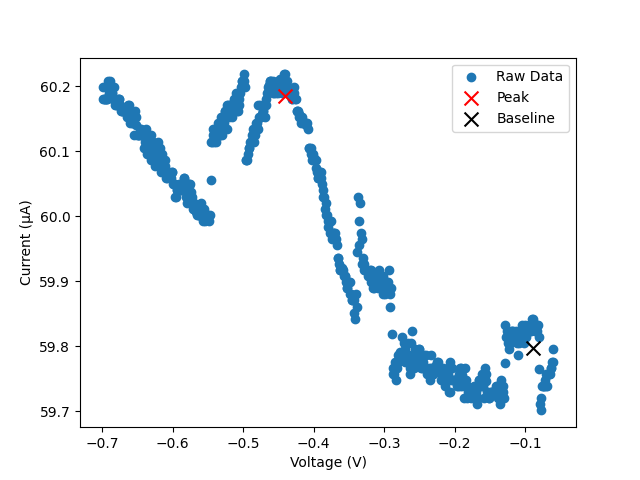 Raw Data
Peak
Baseline
60.2
60.1
60.0
59.9
59.8
59.7
Current (µA)
−0.7 −0.6 −0.5 −0.4 −0.3 −0.2 −0.1
Voltage (V)